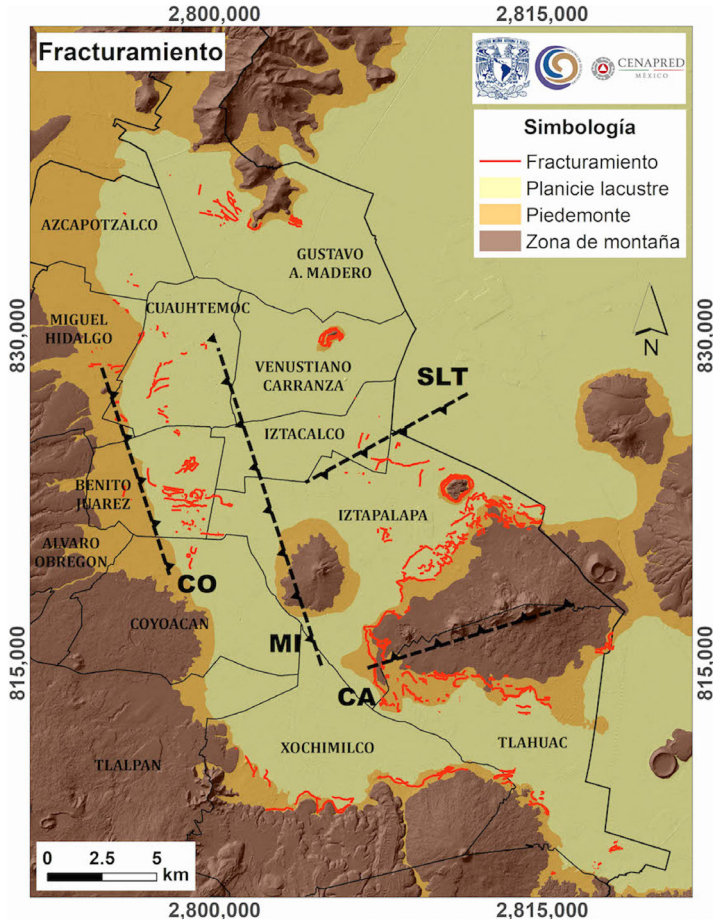 2,800,000
2,815,000
Fracturamiento
CENAPRED
MÉXICO
Simbología
Fracturamiento
Planicie lacustre
Piedemonte
Zona de montaña
AZCAPOTZALCO
GUSTAVO
A. MADERO
CUAUHTEMOC
MIGUEL
HIDALGO
830,000
830,000
N
VENUSTIANO
CARRANZA
SLT
IZTACALCO
BENITO
JUAREZ
IZTAPALAPA
ALVARO
OBREGON
CO
COYOACAN
MI
815,000
815,000
CA
XOCHIMILCO
TLAHUAC
TLALPAN
0 2.5 5
km
2,800,000
2,815,000